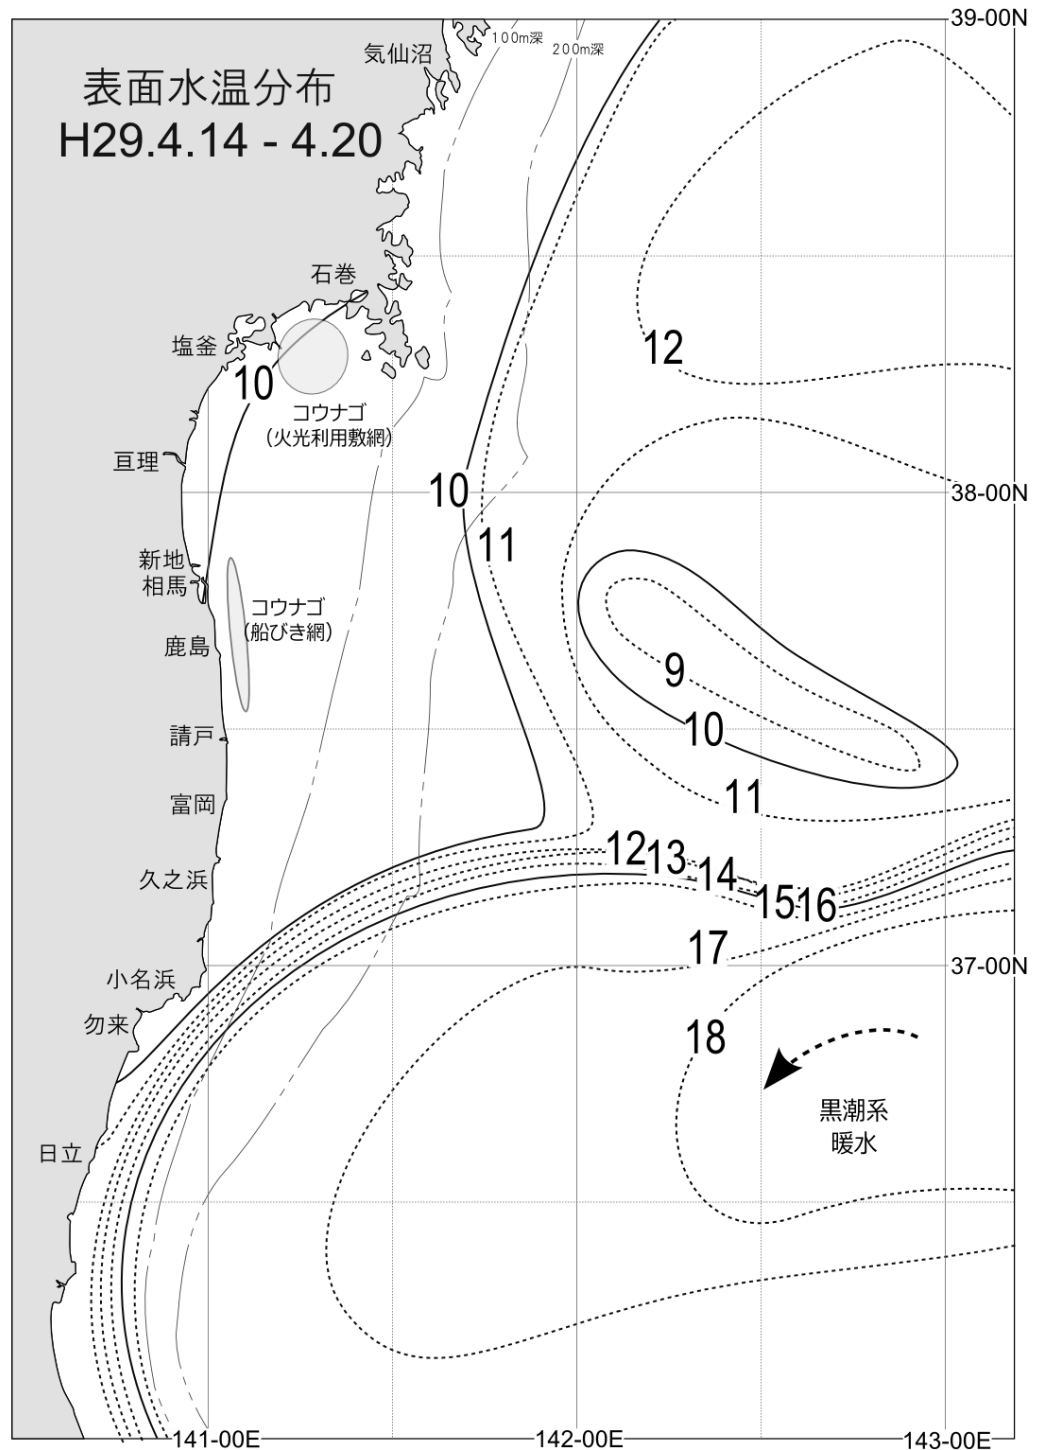 39-00N
100m深
200m深
気仙沼
表面水温分布
H29.4.14 - 4.20
石巻
塩釜
12
10
コウナゴ
（火光利用敷網）
亘理
10
38-00N
11
新地
相馬
コウナゴ
（船びき網）
鹿島
9
請戸
10
11
富岡
12
13
14
15
16
久之浜
17
37-00N
小名浜
勿来
18
黒潮系
暖水
日立
141-00E
142-00E
143-00E